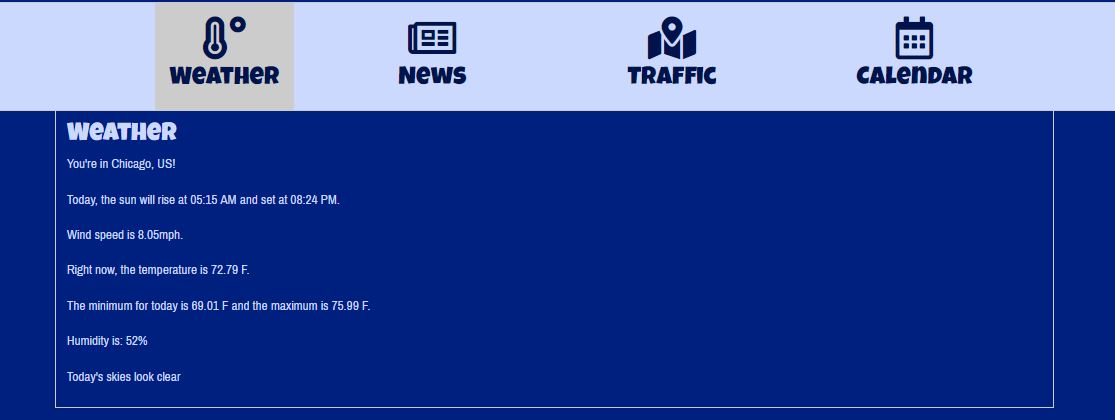 Weather
News
Traffic
Calendar
Weather
You're in Chicago, US!
Today, the sun will rise at 05:15 AM and set at 08:24 PM.
Wind speed is 8.05mph.
Right now, the temperature is 72.79 F.
The minimum for today is 69.01 F and the maximum is 75.99 F.
Humidity is: 52%
Today's skies look clear